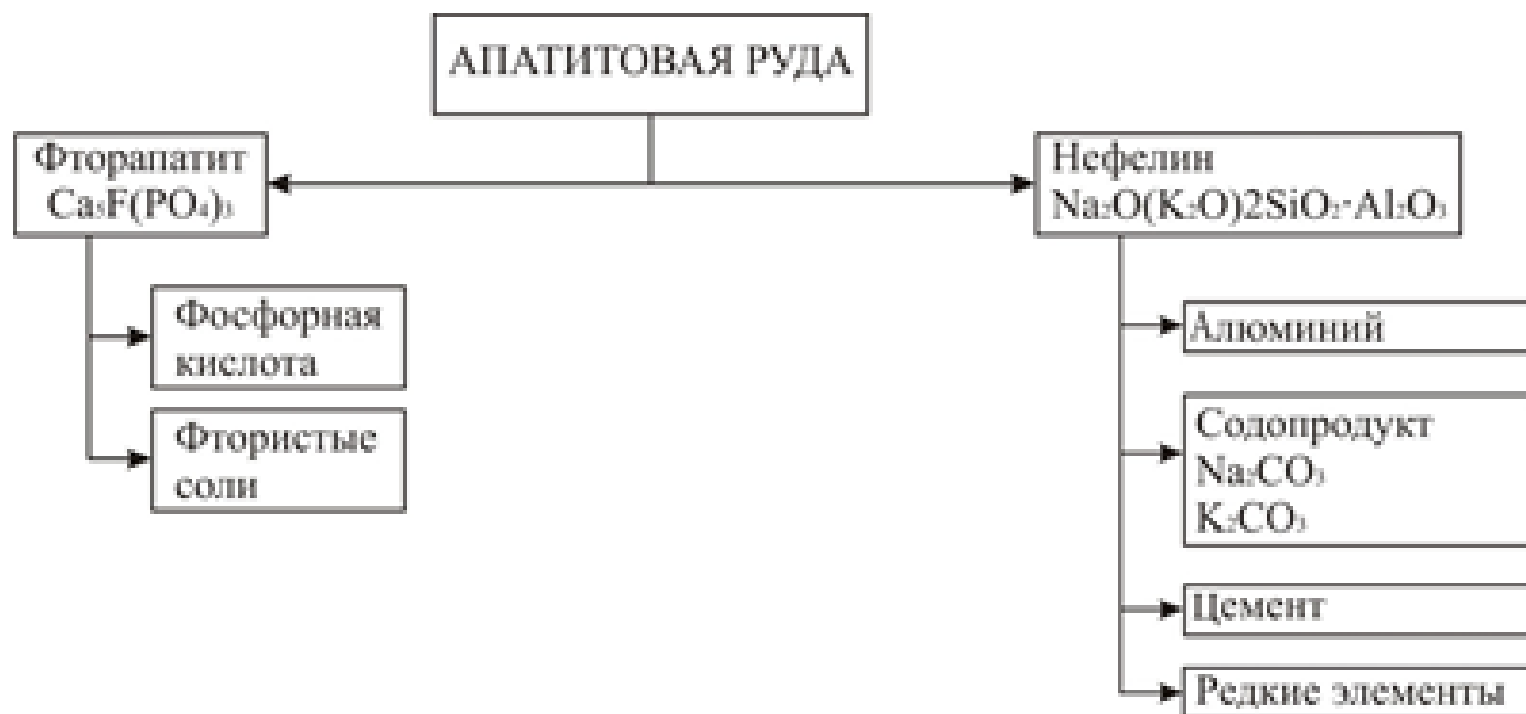 АПАТИТОВАЯ РУДА
Фторапатит
Ca₅F(PO₄)₃
Нефелин
Na₂O(K₂O)2SiO₂·Al₂O₃
Фосфорная
кислота
Фтористые
соли
Алюминий
Содопродукт
Na₂CO₃
K₂CO₃
Цемент
Редкие элементы